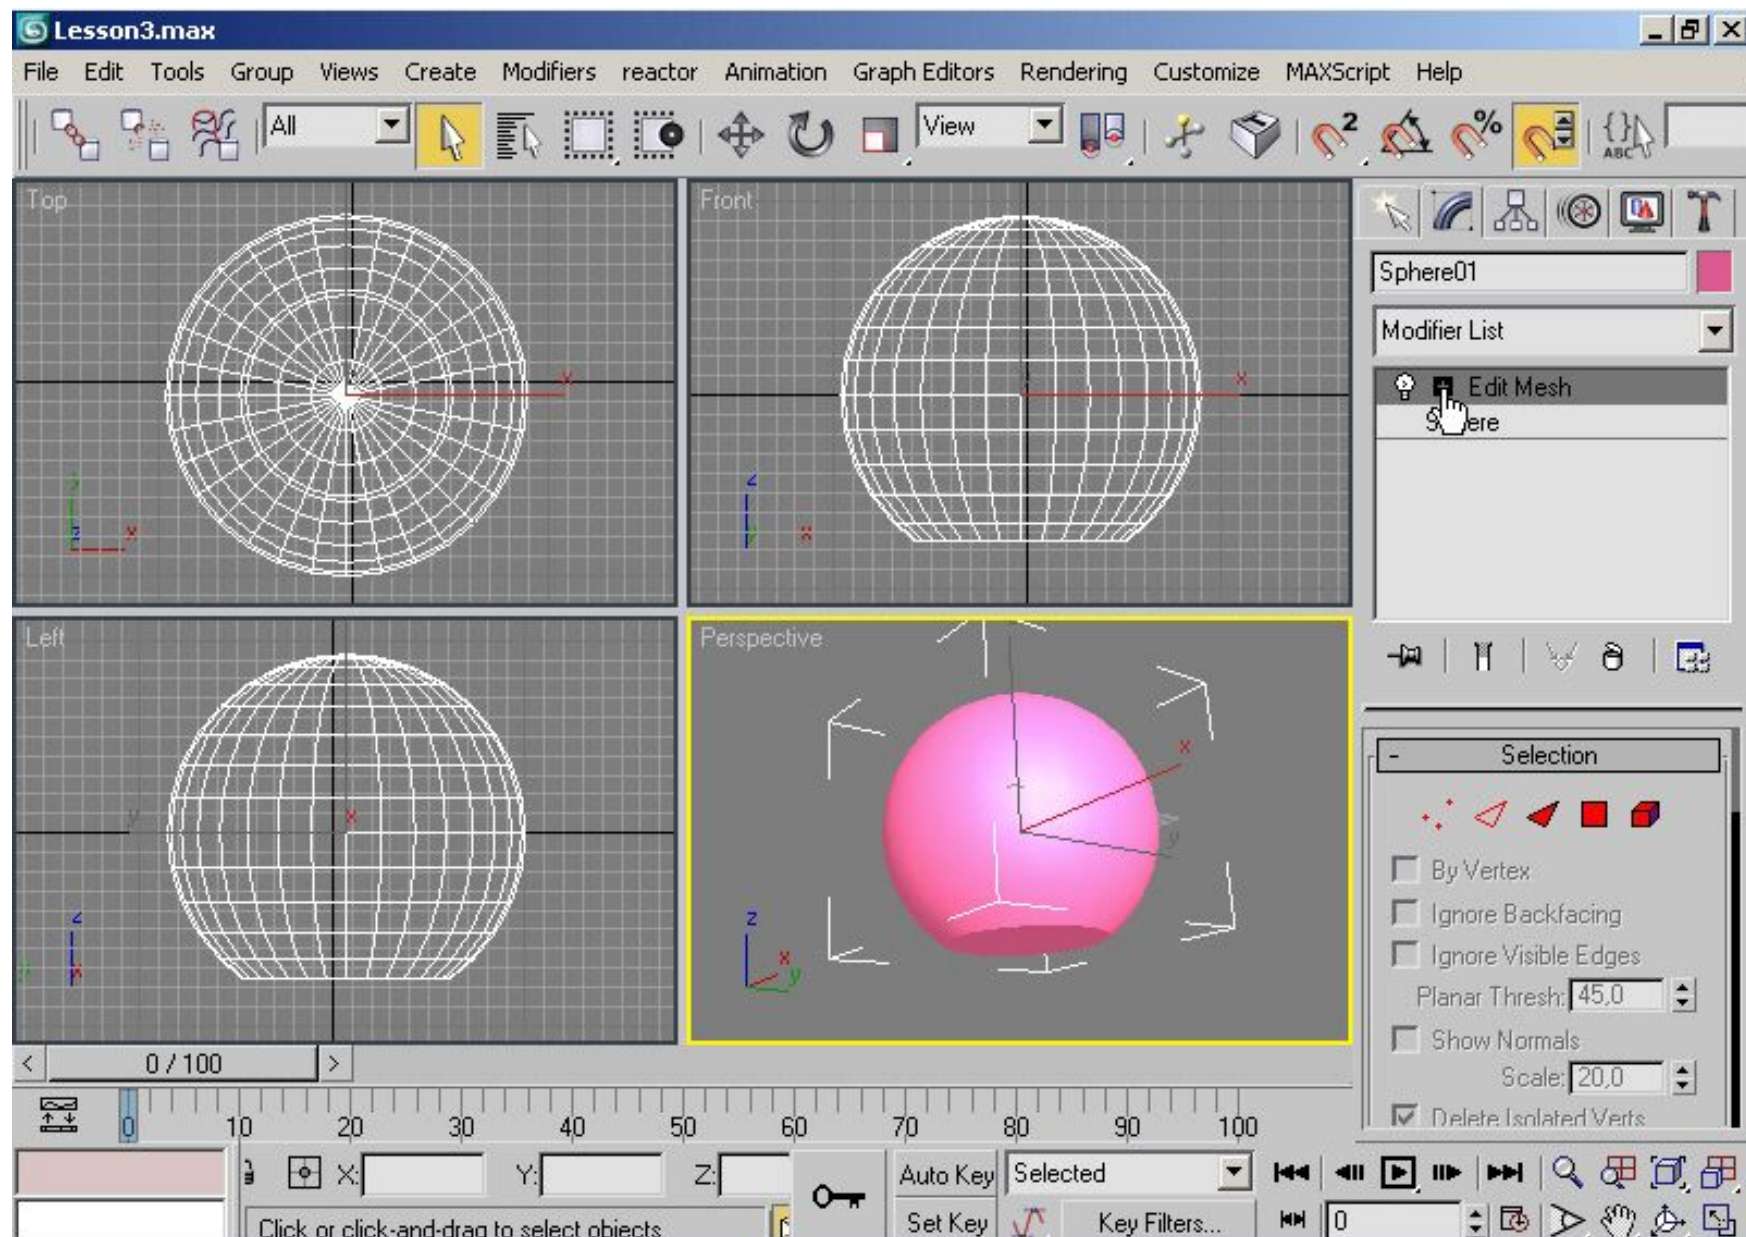 Lesson3.max
File Edit Tools Group Views Create Modifiers reactor Animation Graph Editors Rendering Customize MAXScript Help
All View 2 % ABC
Top
Front
Left
Perspective
x
z y x
x
z y x
y x
z y x
x y
z x y
Sphere01
Modifier List
Edit Mesh
Selection
By Vertex
Ignore Backfacing
Ignore Visible Edges
Planar Thresh: 45,0
Show Normals
Scale: 20,0
Delete Isolated Verts
< 0 / 100 >
0 10 20 30 40 50 60 70 80 90 100
X: Y: Z: Auto Key Selected
Click or click-and-drag to select objects Set Key Key Filters... 0